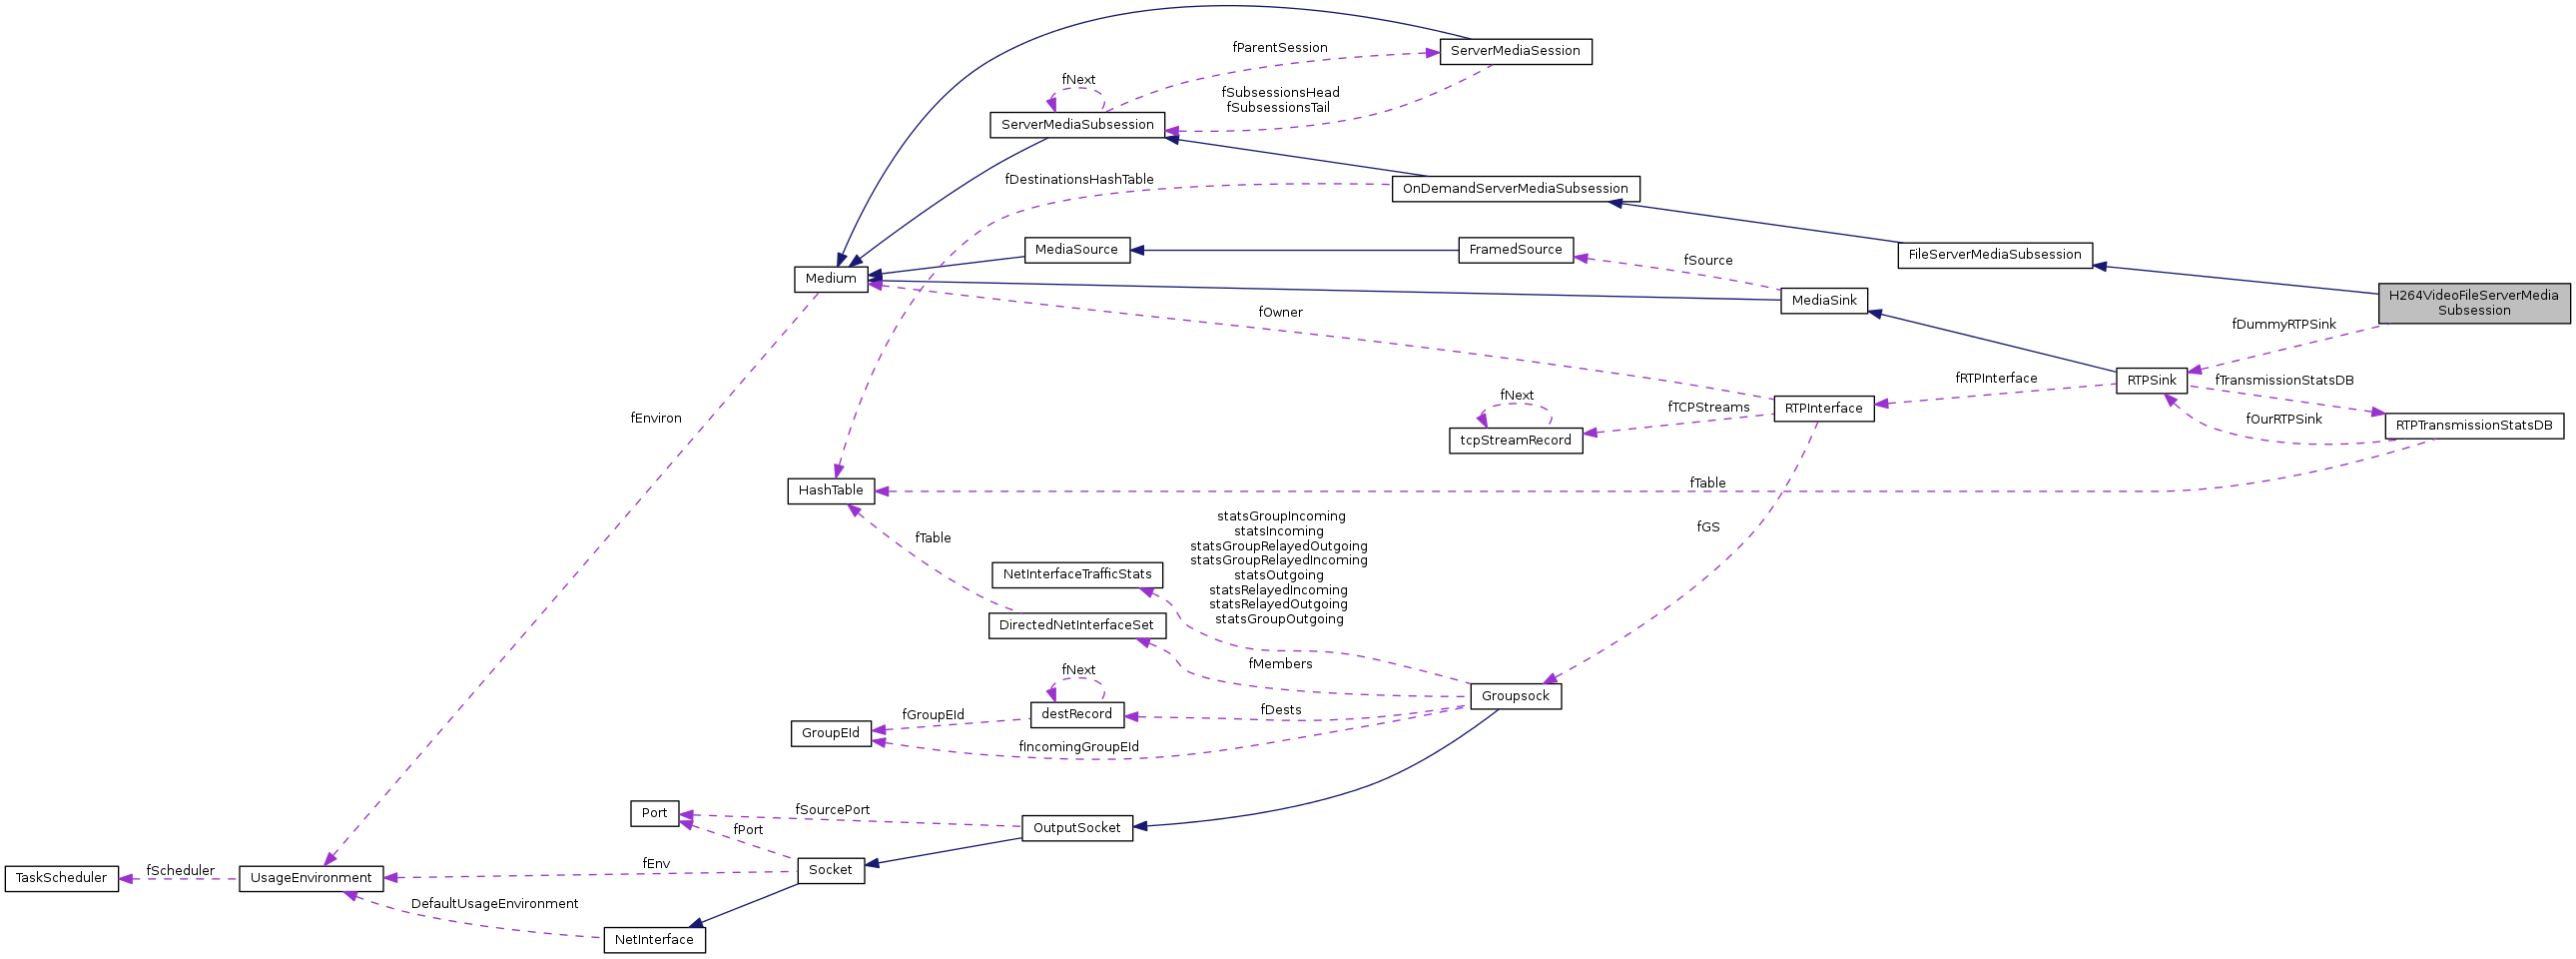 ServerMediaSession
fParentSession
fNext
fSubsessionsHead
fSubsessionsTail
ServerMediaSubsession
fDestinationsHashTable
OnDemandServerMediaSubsession
MediaSource
FramedSource
fSource
FileServerMediaSubsession
Medium
MediaSink
H264VideoFileServerMedia
Subsession
fOwner
fDummyRTPSink
fRTPInterface
RTPSink
fTransmissionStatsDB
fNext
fTCPStreams
RTPInterface
fOurRTPSink
RTPTransmissionStatsDB
fEnviron
tcpStreamRecord
HashTable
fTable
statsGroupIncoming
statsIncoming
statsGroupRelayedOutgoing
statsGroupRelayedIncoming
statsOutgoing
statsRelayedIncoming
statsRelayedOutgoing
statsGroupOutgoing
fGS
fTable
NetInterfaceTrafficStats
DirectedNetInterfaceSet
fMembers
fNext
Groupsock
fGroupEId
destRecord
fDests
GroupEId
fIncomingGroupEId
Port
fSourcePort
fPort
OutputSocket
TaskScheduler
fScheduler
UsageEnvironment
fEnv
Socket
DefaultUsageEnvironment
NetInterface